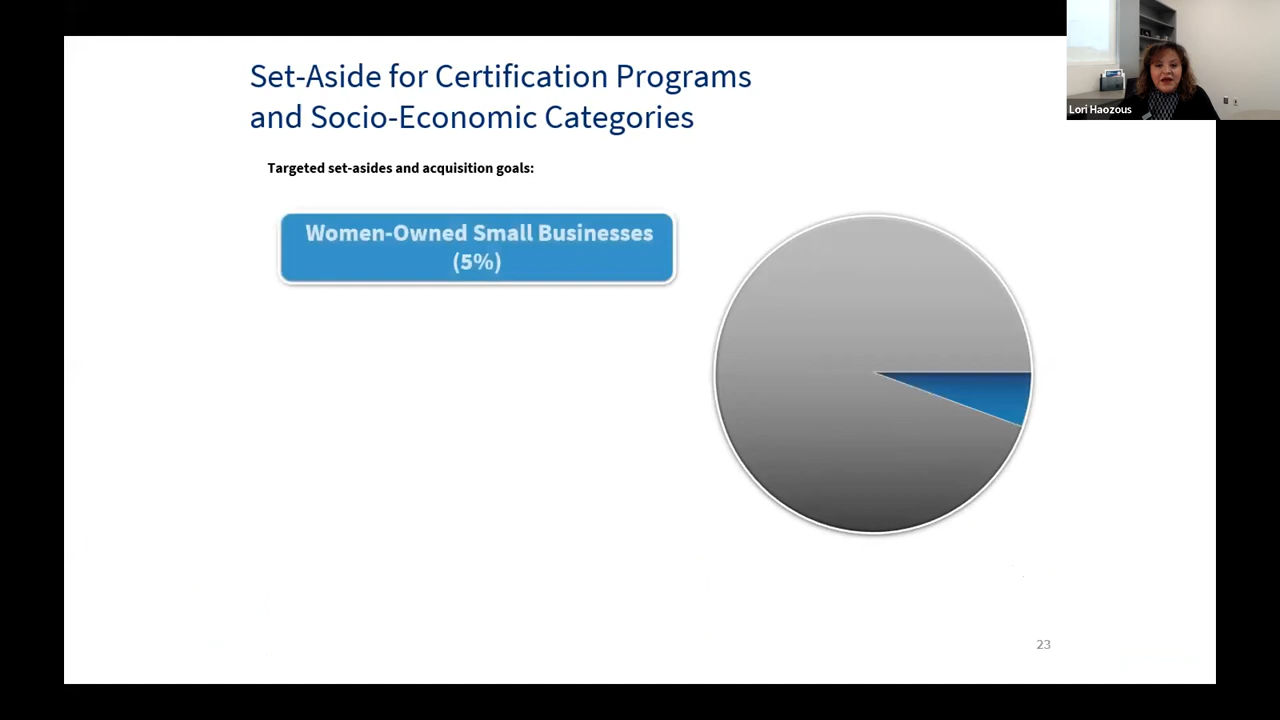 Set-Aside for Certification Programs
and Socio-Economic Categories
Lori Haozous
Targeted set-asides and acquisition goals:
Women-Owned Small Businesses
(5%)
23